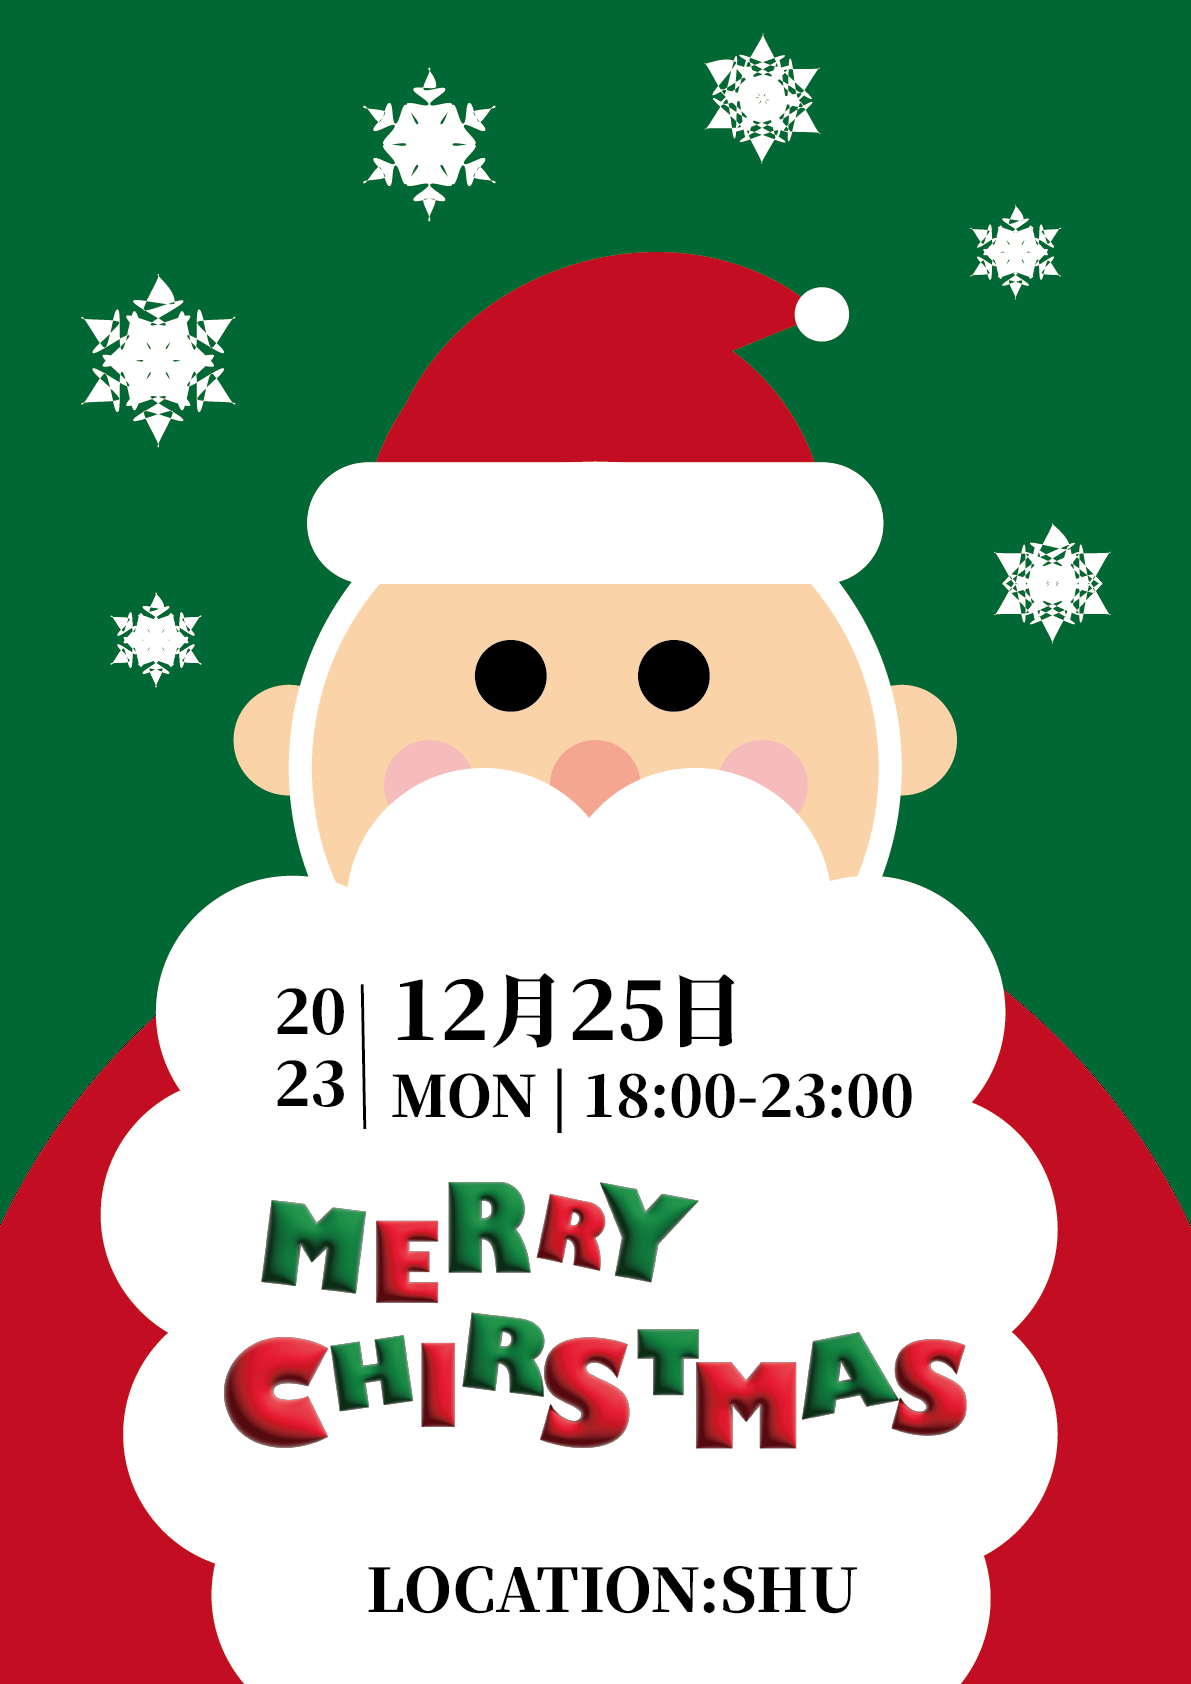 20
23
12月25日
MON | 18:00-23:00
MERRY
CHIRSTMAS
LOCATION:SHU